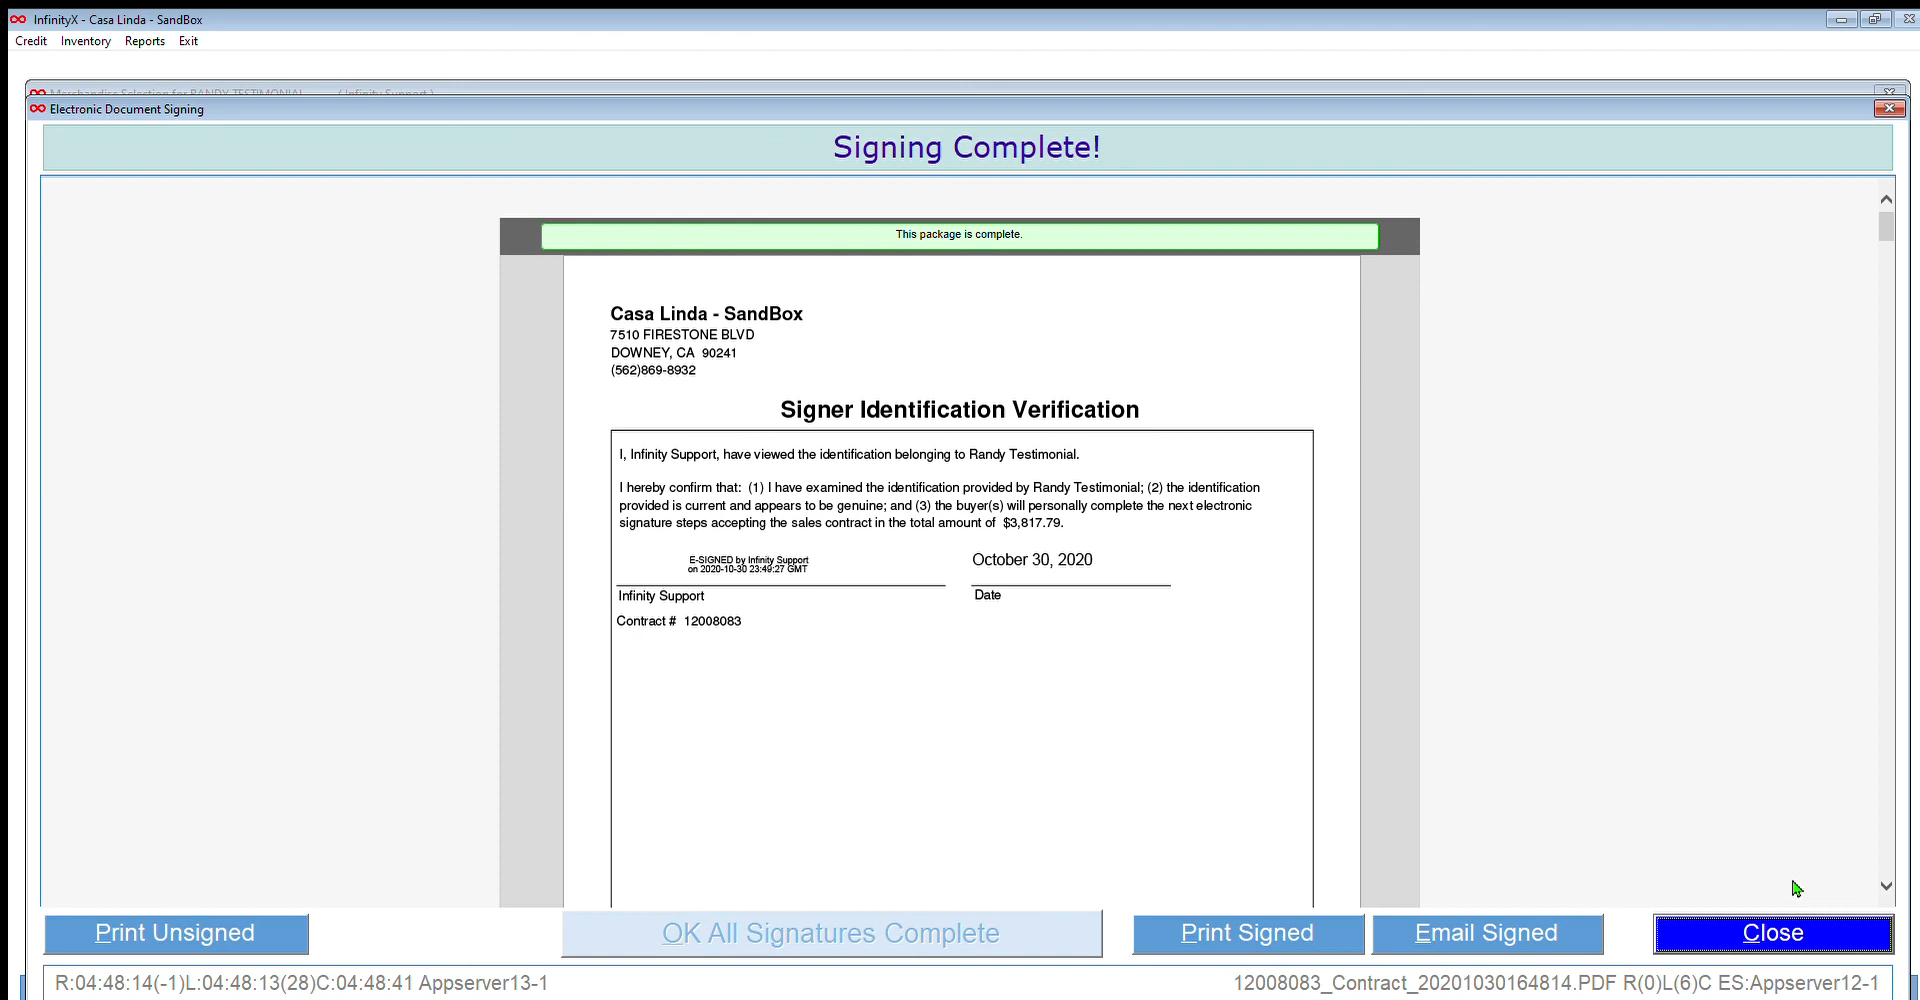 InfinityX - Casa Linda - SandBox
Credit Inventory Reports Exit
Merchandise Selection for RANDY TESTIMONIAL ( Infinity Support )
Electronic Document Signing
Signing Complete!
This package is complete.
Casa Linda - SandBox
7510 FIRESTONE BLVD
DOWNEY, CA 90241
(562)869-8932
Signer Identification Verification
I, Infinity Support, have viewed the identification belonging to Randy Testimonial.
I hereby confirm that: (1) I have examined the identification provided by Randy Testimonial; (2) the identification
provided is current and appears to be genuine; and (3) the buyer(s) will personally complete the next electronic
signature steps accepting the sales contract in the total amount of $3,817.79.
E-SIGNED by Infinity Support
on 2020-10-30 23:49:27 GMT
October 30, 2020
Infinity Support
Date
Contract # 12008083
Print Unsigned
OK All Signatures Complete
Print Signed
Email Signed
Close
R:04:48:14(-1)L:04:48:13(28)C:04:48:41 Appserver13-1
12008083_Contract_20201030164814.PDF R(0)L(6)C ES:Appserver12-1